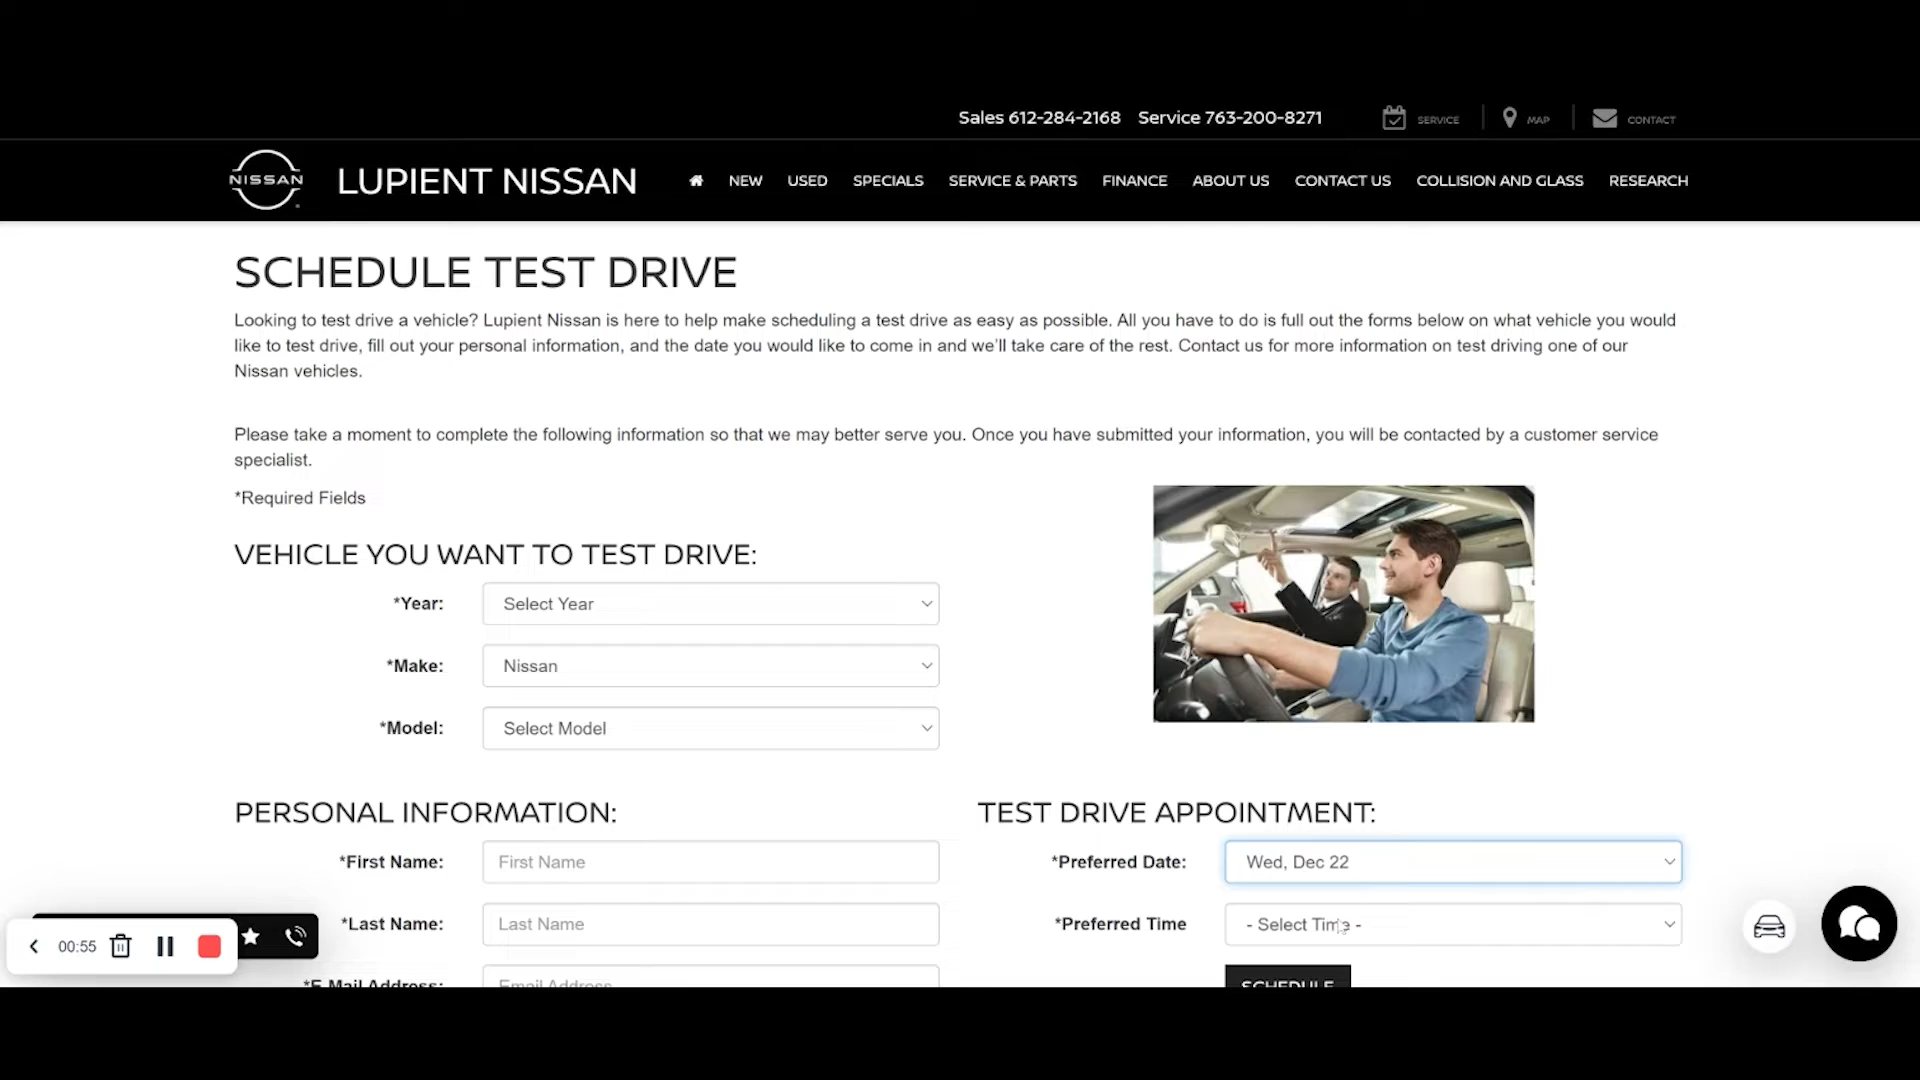 Sales 612-284-2168 Service 763-200-8271 SERVICE MAP CONTACT
NISSAN LUPIENT NISSAN NEW USED SPECIALS SERVICE & PARTS FINANCE ABOUT US CONTACT US COLLISION AND GLASS RESEARCH
SCHEDULE TEST DRIVE
Looking to test drive a vehicle? Lupient Nissan is here to help make scheduling a test drive as easy as possible. All you have to do is full out the forms below on what vehicle you would
like to test drive, fill out your personal information, and the date you would like to come in and we'll take care of the rest. Contact us for more information on test driving one of our
Nissan vehicles.
Please take a moment to complete the following information so that we may better serve you. Once you have submitted your information, you will be contacted by a customer service
specialist.
*Required Fields
VEHICLE YOU WANT TO TEST DRIVE:
*Year: Select Year
*Make: Nissan
*Model: Select Model
PERSONAL INFORMATION:
*First Name: First Name
*Last Name: Last Name
*E Mail Address: Email Address
TEST DRIVE APPOINTMENT:
*Preferred Date: Wed, Dec 22
*Preferred Time - Select Time -
SCHEDULE
00:55